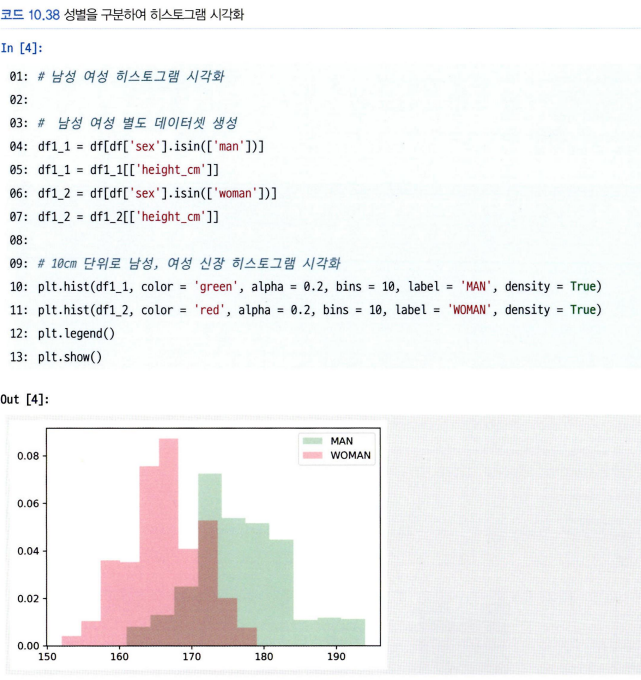 코드 10.38 성별을 구분하여 히스토그램 시각화
In [4]:
01: # 남성 여성 히스토그램 시각화
02:
03: #  남성 여성 별도 데이터셋 생성
04: df1_1 = df[df['sex'].isin(['man'])]
05: df1_1 = df1_1[['height_cm']]
06: df1_2 = df[df['sex'].isin(['woman'])]
07: df1_2 = df1_2[['height_cm']]
08:
09: # 10cm 단위로 남성, 여성 신장 히스토그램 시각화
10: plt.hist(df1_1, color = 'green', alpha = 0.2, bins = 10, label = 'MAN', density = True)
11: plt.hist(df1_2, color = 'red', alpha = 0.2, bins = 10, label = 'WOMAN', density = True)
12: plt.legend()
13: plt.show()
Out [4]:
MAN
WOMAN
0.08
0.06
0.04
0.02
0.00
150 160 170 180 190